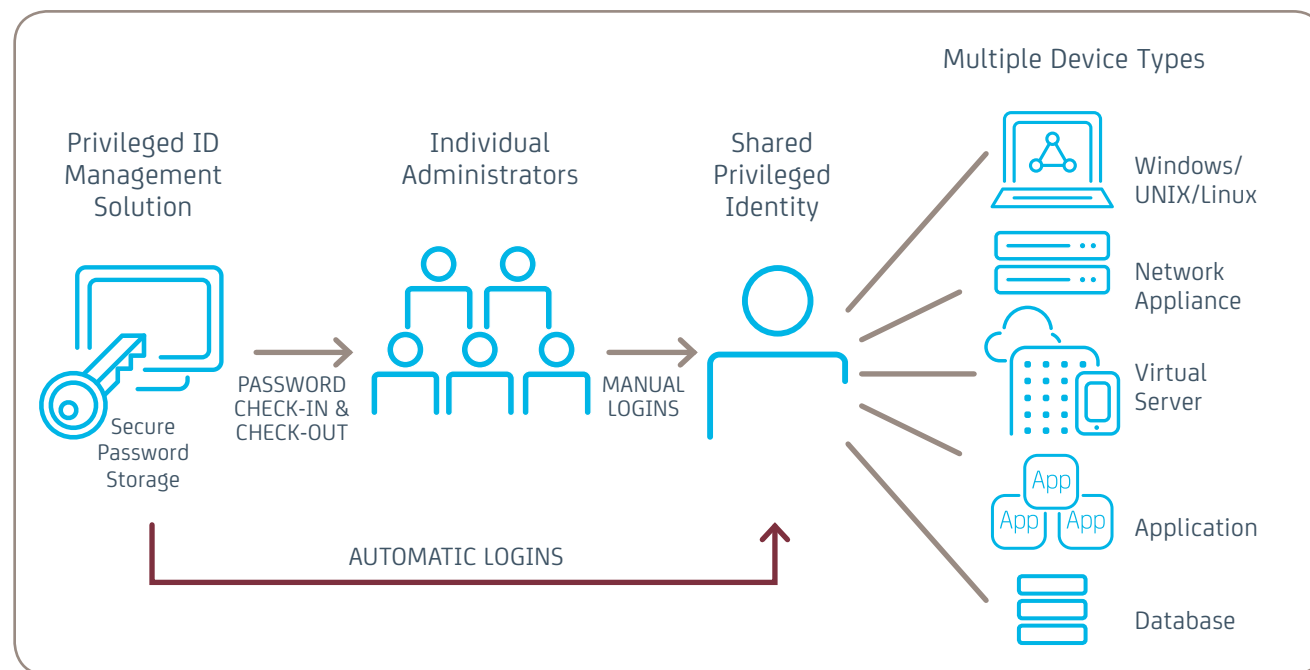 Multiple Device Types
Privileged ID
Management
Solution
Individual
Administrators
Shared
Privileged
Identity
Windows/
UNIX/Linux
Network
Appliance
Virtual
Server
PASSWORD
CHECK-IN &
CHECK-OUT
MANUAL
LOGINS
Secure
Password
Storage
App
App
App
Application
AUTOMATIC LOGINS
Database